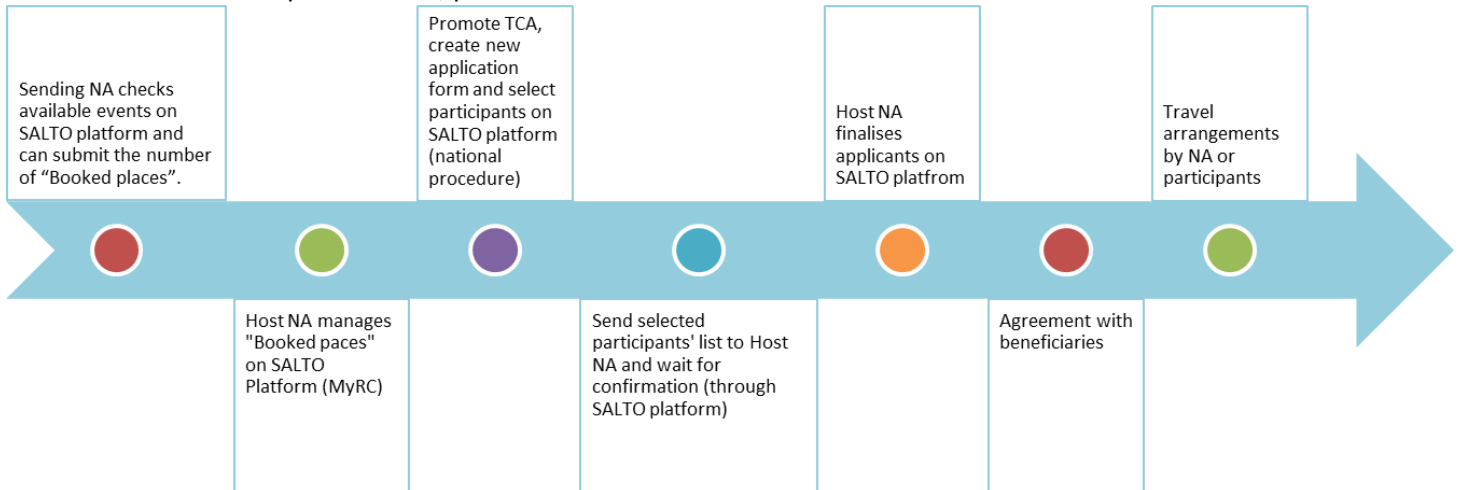 Sending NA checks
available events on
SALTO platform and
can submit the number
of “Booked places”.
Host NA manages
"Booked paces"
on SALTO
Platform (MyRC)
Promote TCA,
create new
application
form and select
participants on
SALTO platform
(national
procedure)
Send selected
participants' list to Host
NA and wait for
confirmation (through
SALTO platform)
Host NA
finalises
applicants on
SALTO platfrom
Agreement with
beneficiaries
Travel
arrangements
by NA or
participants